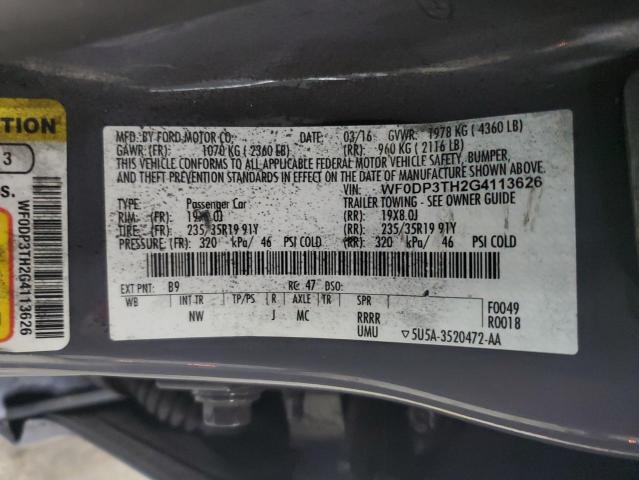 TION
3
S.
WF0DP3TH2G4113626
MFD. BY FORD MOTOR CO. DATE: 03/16 GVWR: 1978 KG ( 4360 LB)
GAWR: (FR): 1070 KG ( 2360 LB) (RR): 960 KG ( 2116 LB)
THIS VEHICLE CONFORMS TO ALL APPLICABLE FEDERAL MOTOR VEHICLE SAFETY, BUMPER,
AND THEFT PREVENTION STANDARDS IN EFFECT ON THE DATE OF MANUFACTURE SHOWN ABOVE.
VIN: WF0DP3TH2G4113626
TYPE: Passenger Car TRAILER TOWING - SEE OWNER GUIDE
RIM: (FR): 19X8.0J (RR): 19X8.0J
TIRE: (FR): 235/35R19 91Y (RR): 235/35R19 91Y
PRESSURE: (FR): 320 kPa/ 46 PSI COLD (RR): 320 kPa/ 46 PSI COLD
EXT PNT: B9 RC: 47 DSO:
WB INT TR TP/PS R AXLE TR SPR F0049
NW J MC RRRR R0018
UMU ▽5U5A-3520472-AA